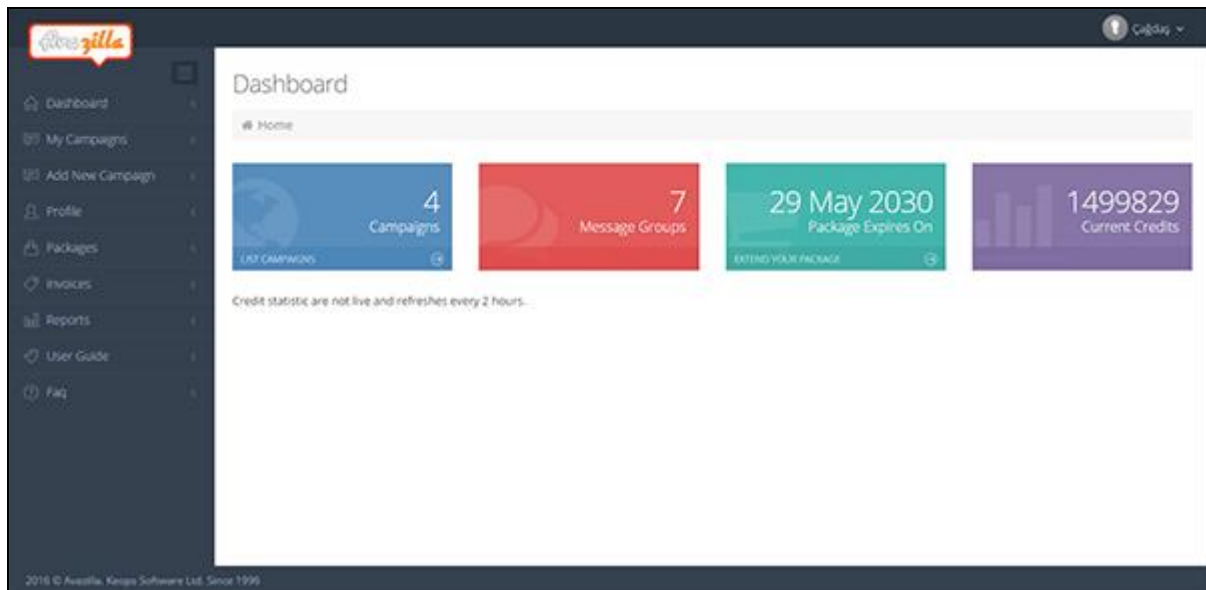 Avazilla
Çağdaş
Dashboard
My Campaigns
Add New Campaign
Profile
Packages
Invoices
Reports
User Guide
Faq
Dashboard
Home
4
Campaigns
LIST CAMPAIGNS
7
Message Groups
29 May 2030
Package Expires On
EXTEND YOUR PACKAGE
1499829
Current Credits
Credit statistic are not live and refreshes every 2 hours.
2016 © Avazilla. Keops Software Ltd. Since 1996